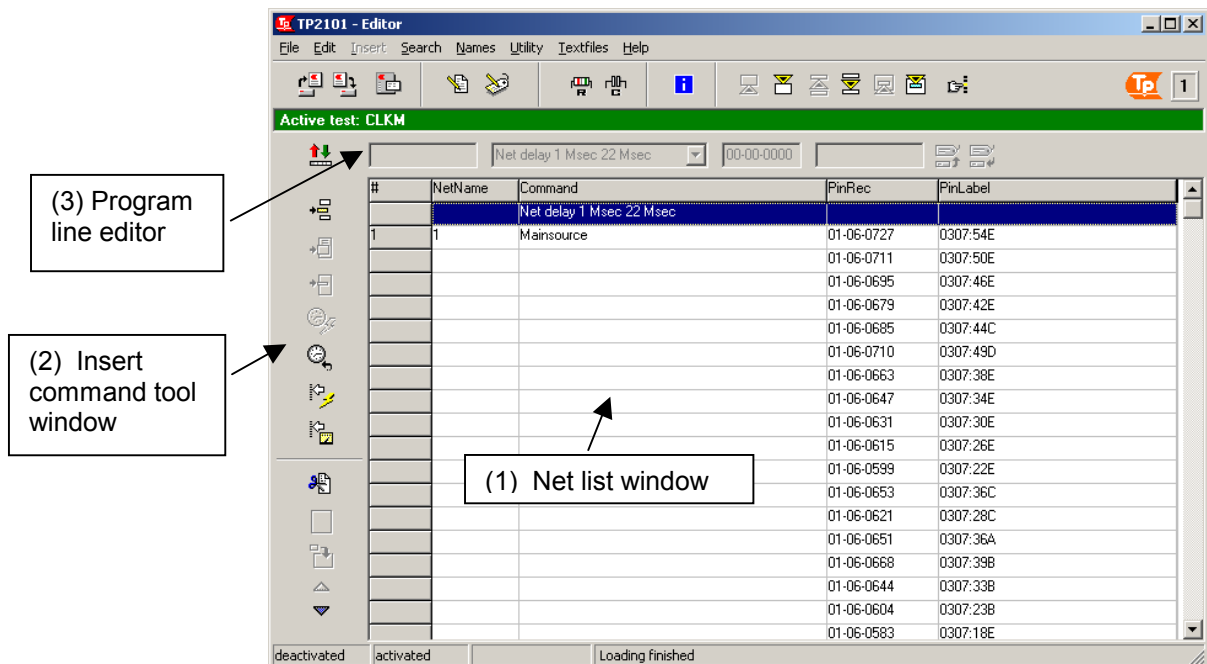 TP2101 - Editor
File Edit Insert Search Names Utility Textfiles Help
R C i Tp 1
Active test: CLKM
Net delay 1 Msec 22 Msec 00-00-0000
(3) Program
line editor
(2) Insert
command tool
window
(1) Net list window
# NetName Command PinRec PinLabel
Net delay 1 Msec 22 Msec
1 1 Mainsource 01-06-0727 0307:54E
01-06-0711 0307:50E
01-06-0695 0307:46E
01-06-0679 0307:42E
01-06-0685 0307:44C
01-06-0710 0307:49D
01-06-0663 0307:38E
01-06-0647 0307:34E
01-06-0631 0307:30E
01-06-0615 0307:26E
01-06-0599 0307:22E
01-06-0653 0307:36C
01-06-0621 0307:28C
01-06-0651 0307:36A
01-06-0668 0307:39B
01-06-0644 0307:33B
01-06-0604 0307:23B
01-06-0583 0307:18E
deactivated activated Loading finished